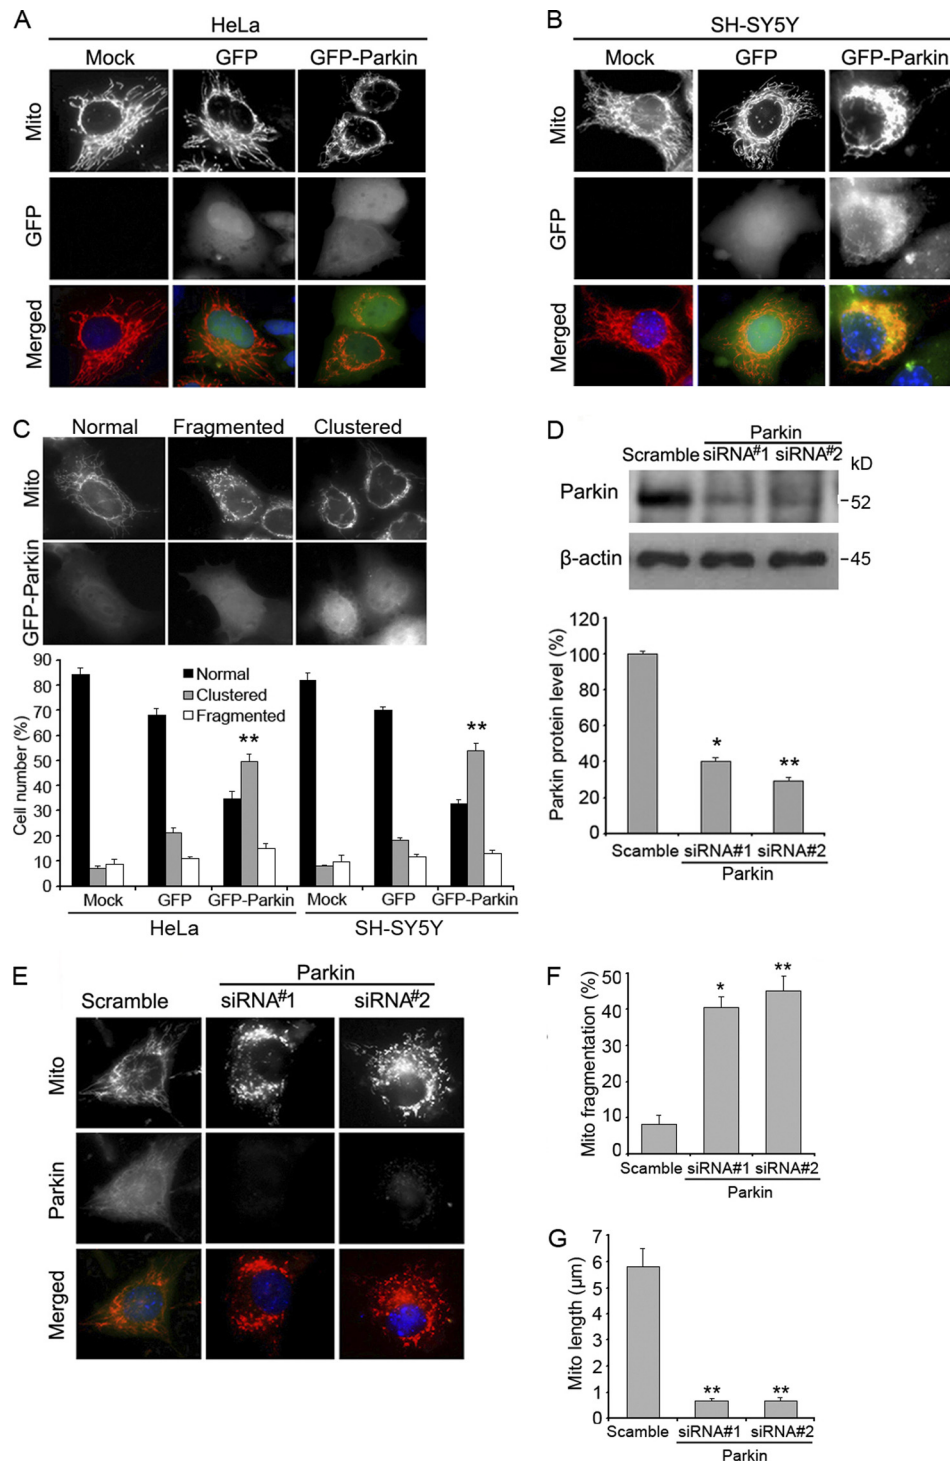 A
HeLa
Mock GFP GFP-Parkin
Mito
GFP
Merged
B
SH-SY5Y
Mock GFP GFP-Parkin
Mito
GFP
Merged
C
Normal Fragmented Clustered
Mito
GFP-Parkin
Cell number (%)
90
80
70
60
50
40
30
20
10
0
Normal
Clustered
Fragmented
** **
Mock GFP GFP-Parkin Mock GFP GFP-Parkin
HeLa SH-SY5Y
D
Parkin
Scramble siRNA#1 siRNA#2 kD
Parkin -52
β-actin -45
Parkin protein level (%)
120
100
80
60
40
20
0
* **
Scamble siRNA#1 siRNA#2
Parkin
E
Parkin
Scramble siRNA#1 siRNA#2
Mito
Parkin
Merged
F
Mito fragmentation (%)
50
40
30
20
10
0
* **
Scamble siRNA#1 siRNA#2
Parkin
G
Mito length (μm)
7
6
5
4
3
2
1
0
** **
Scamble siRNA#1 siRNA#2
Parkin